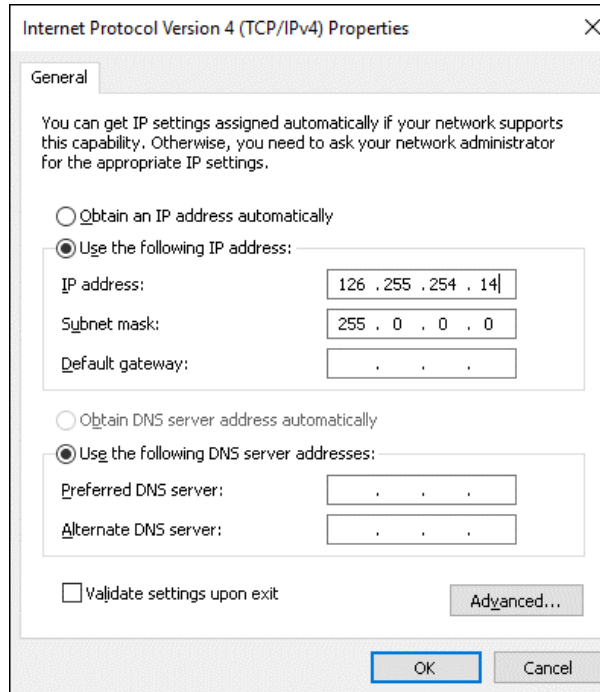 Internet Protocol Version 4 (TCP/IPv4) Properties
General
You can get IP settings assigned automatically if your network supports
this capability. Otherwise, you need to ask your network administrator
for the appropriate IP settings.
Obtain an IP address automatically
Use the following IP address:
IP address: 126 .255 .254 . 14
Subnet mask: 255 . 0 . 0 . 0
Default gateway: . . .
Obtain DNS server address automatically
Use the following DNS server addresses:
Preferred DNS server: . . .
Alternate DNS server: . . .
Validate settings upon exit
Advanced...
OK Cancel